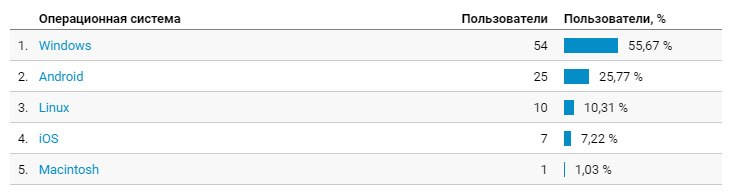 Операционная система Пользователи Пользователи, %
1. Windows 54 55,67 %
2. Android 25 25,77 %
3. Linux 10 10,31 %
4. iOS 7 7,22 %
5. Macintosh 1 1,03 %